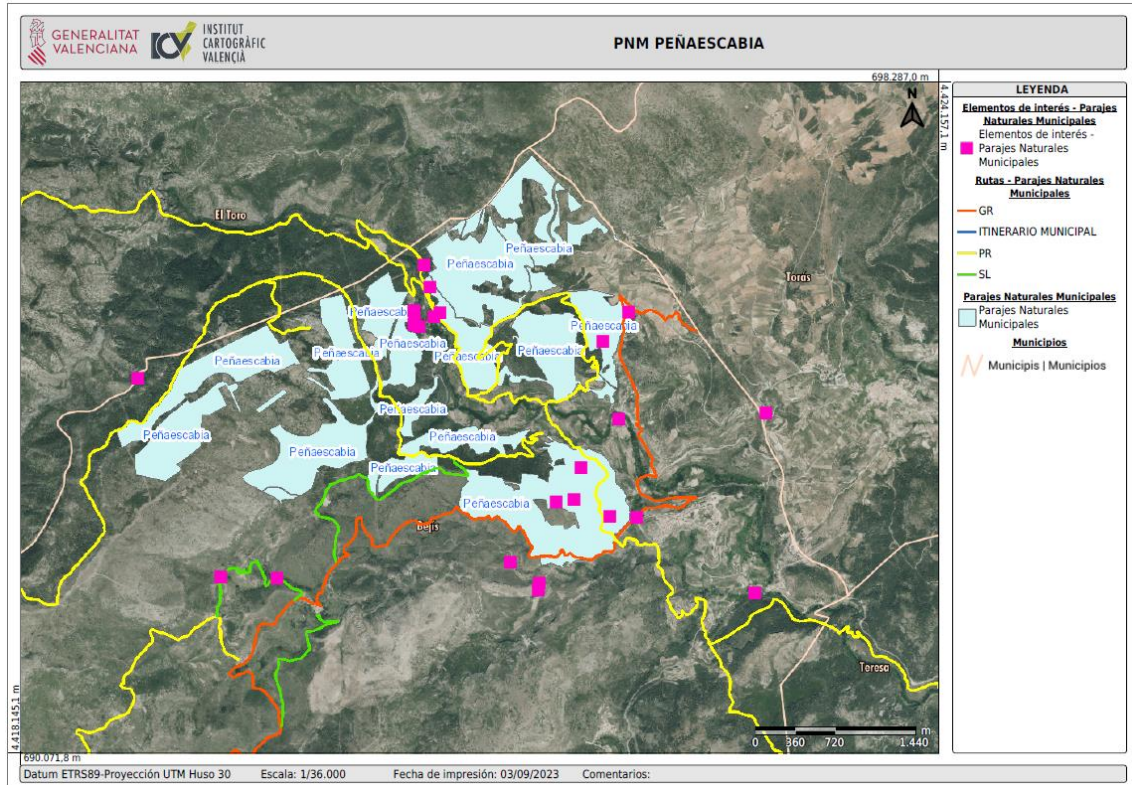 GENERALITAT
VALENCIANA
ICV
INSTITUT
CARTOGRÀFIC
VALENCIÀ
PNM PEÑAESCABIA
698.287,0 m
4.424.157,1 m
N
El Toro
Peñaescabia
Peñaescabia
Torás
Peñaescabia
Peñaescabia
Peñaescabia
Peñaescabia
Peñaescabia
Peñaescabia
Peñaescabia
Peñaescabia
Peñaescabia
Peñaescabia
Peñaescabia
Peñaescabia
Peñaescabia
Peñaescabia
Bejís
Teresa
m
0 360 720 1.440
4.418.145,1 m
690.071,8 m
LEYENDA
Elementos de interés - Parajes
Naturales Municipales
Elementos de interés -
Parajes Naturales
Municipales
Rutas - Parajes Naturales
Municipales
GR
ITINERARIO MUNICIPAL
PR
SL
Parajes Naturales Municipales
Parajes Naturales
Municipales
Municipios
Municipis | Municipios
Datum ETRS89-Proyección UTM Huso 30 Escala: 1/36.000 Fecha de impresión: 03/09/2023 Comentarios: